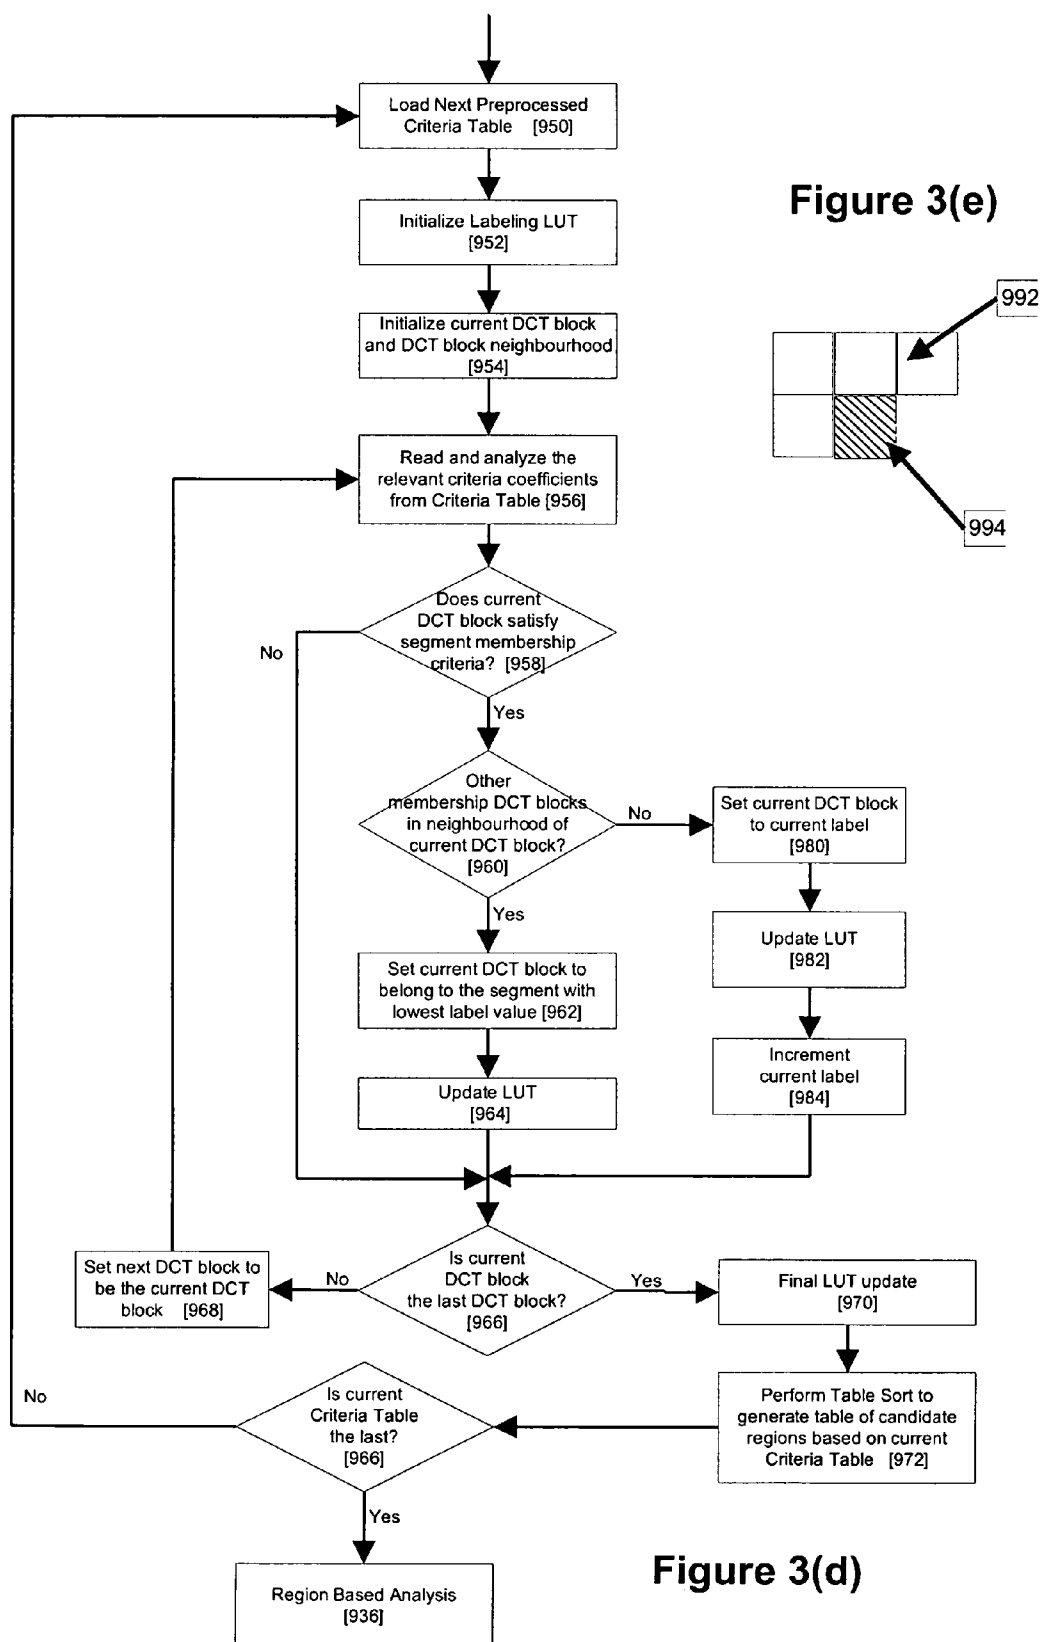 Load Next Preprocessed
Criteria Table [950]
Figure 3(e)
Initialize Labeling LUT
[952]
992
Initialize current DCT block
and DCT block neighbourhood
[954]
Read and analyze the
relevant criteria coefficients
from Criteria Table [956]
994
Does current
DCT block satisfy
segment membership
criteria? [958]
No
Yes
Other
membership DCT blocks
in neighbourhood of
current DCT block?
[960]
No
Set current DCT block
to current label
[980]
Yes
Update LUT
[982]
Set current DCT block to
belong to the segment with
lowest label value [962]
Increment
current label
[984]
Update LUT
[964]
Set next DCT block to
be the current DCT
block [968]
No
Is current
DCT block
the last DCT block?
[966]
Yes
Final LUT update
[970]
No
Is current
Criteria Table
the last?
[966]
Perform Table Sort to
generate table of candidate
regions based on current
Criteria Table [972]
Yes
Region Based Analysis
[936]
Figure 3(d)